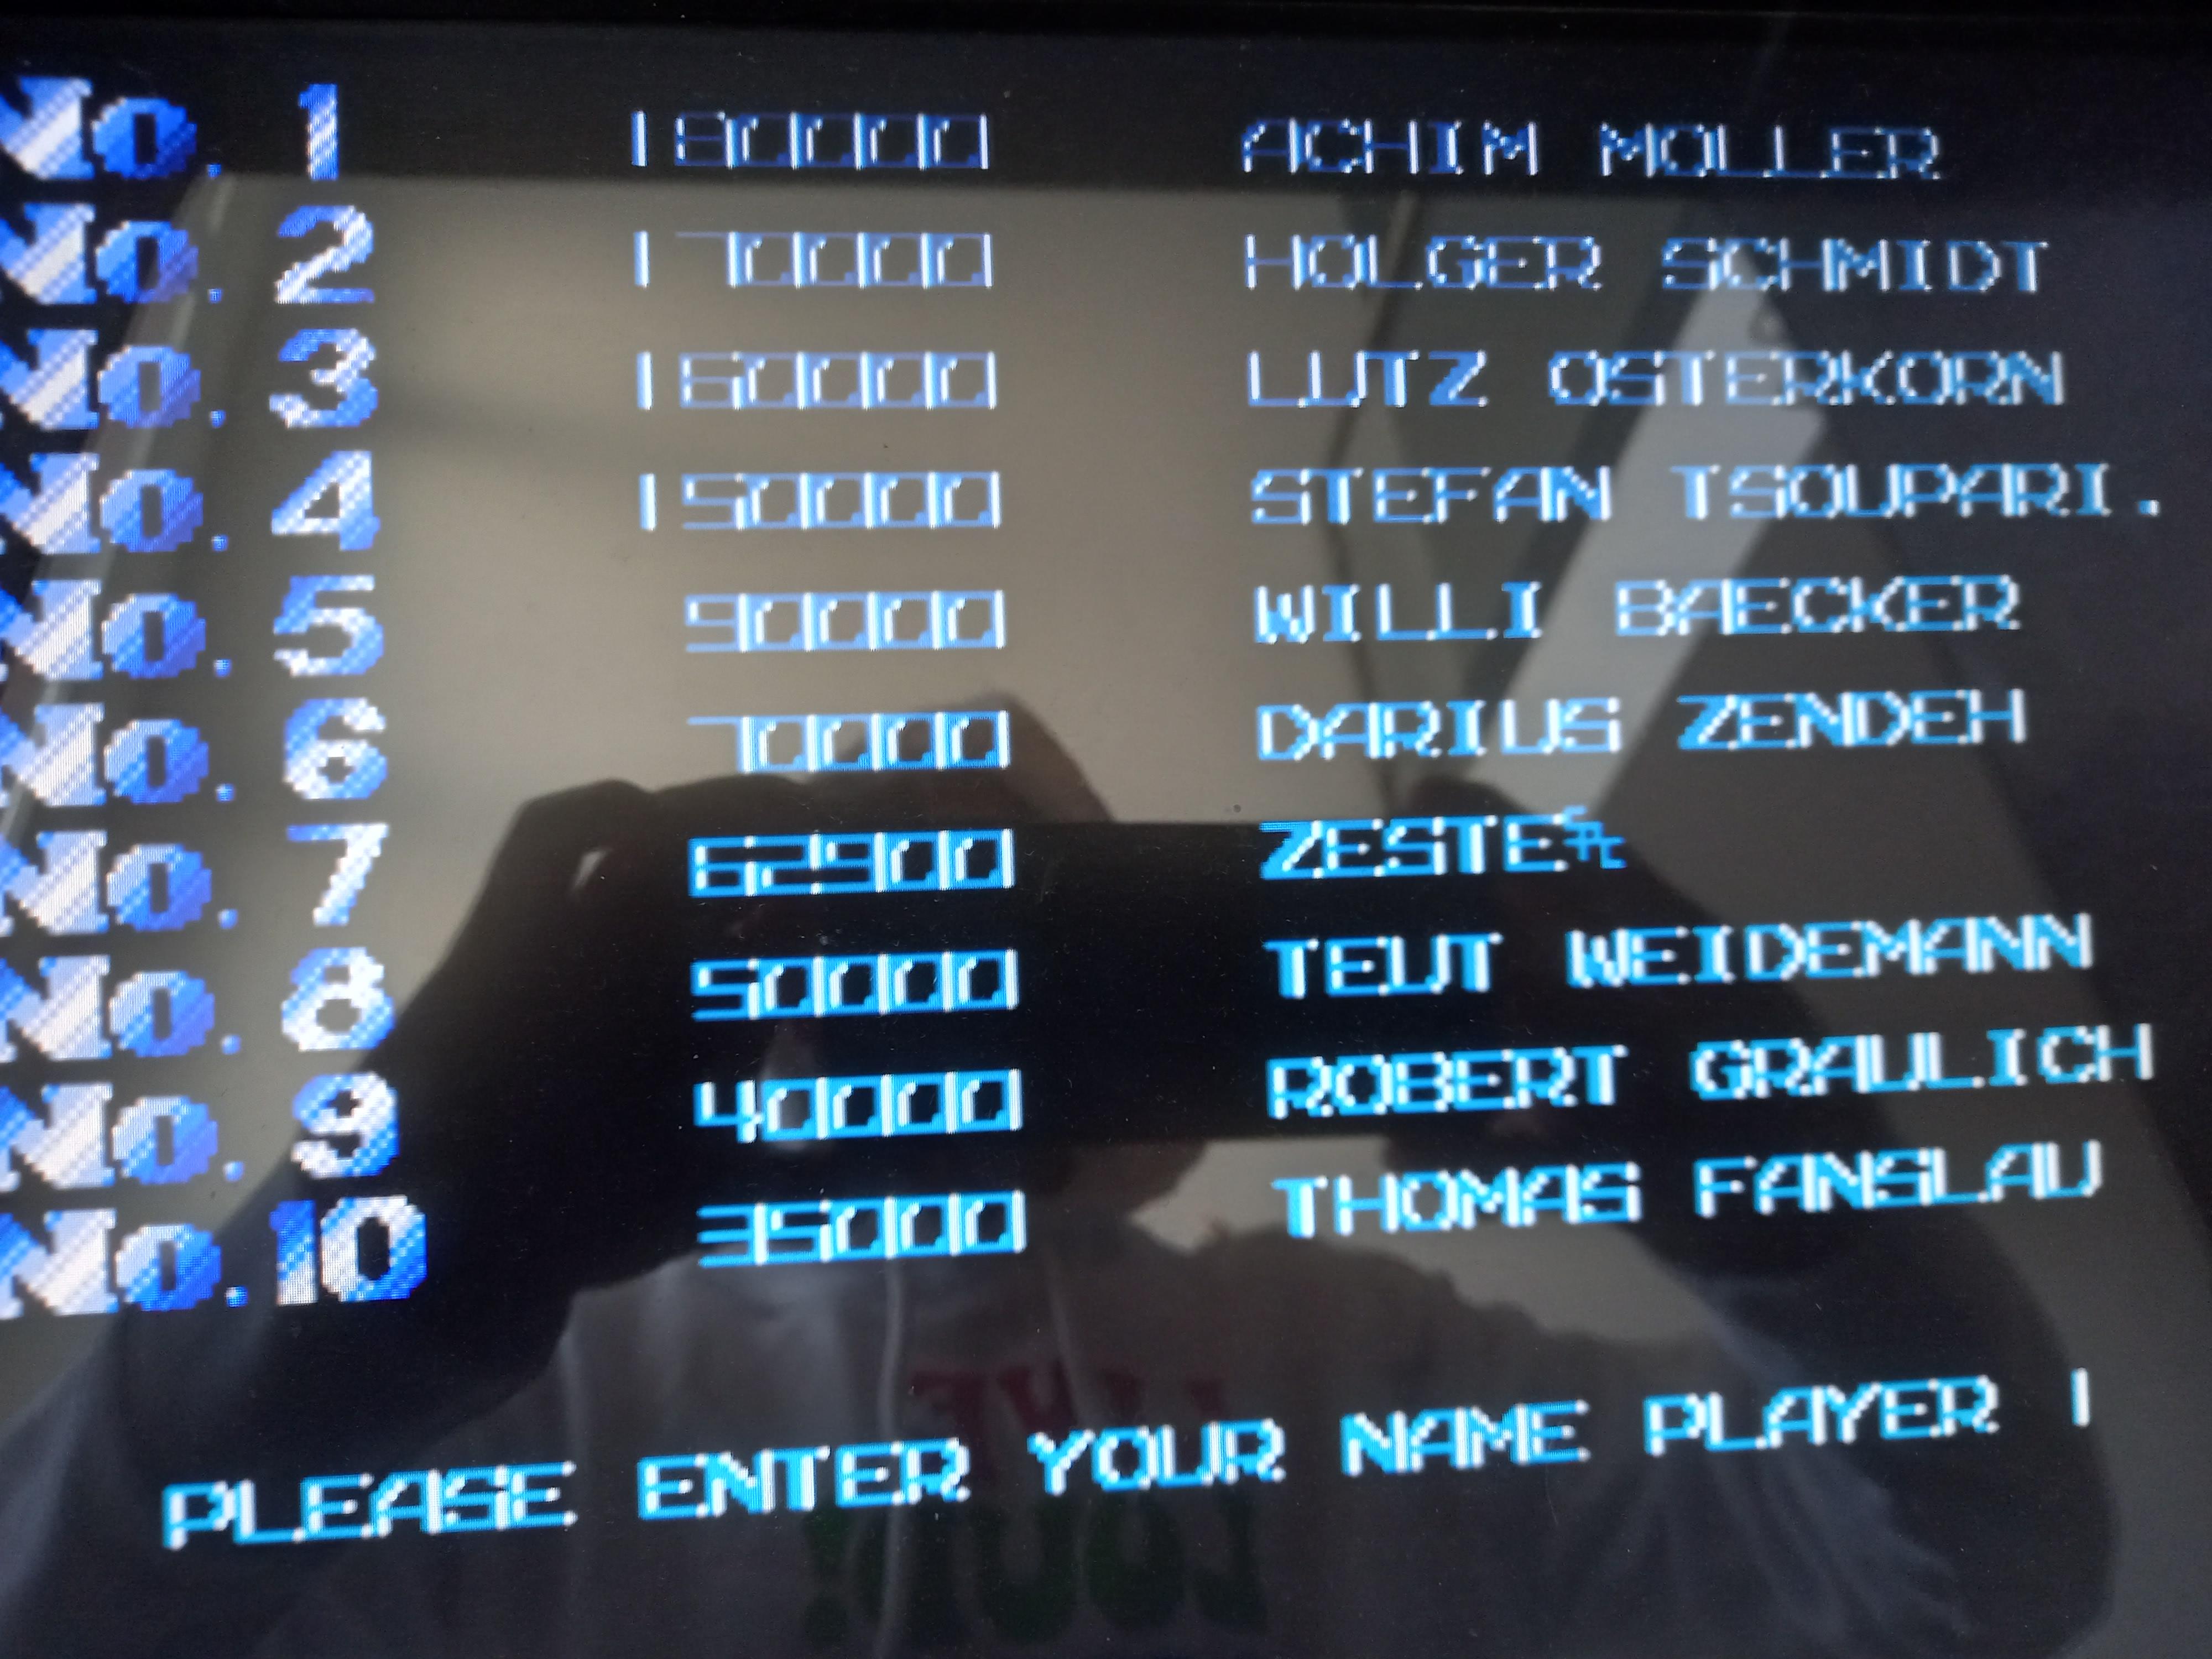 No. 1 180000 ACHIM MOLLER
No. 2 170000 HOLGER SCHMIDT
No. 3 160000 LUTZ OSTERKORN
No. 4 150000 STEFAN TSOUPARI.
No. 5 90000 WILLI BAECKER
No. 6 70000 DARIUS ZENDEH
No. 7 62900 ZESTE
No. 8 50000 TEUT WEIDEMANN
No. 9 40000 ROBERT GRAULICH
No. 10 35000 THOMAS FANSLAU
PLEASE ENTER YOUR NAME PLAYER 1